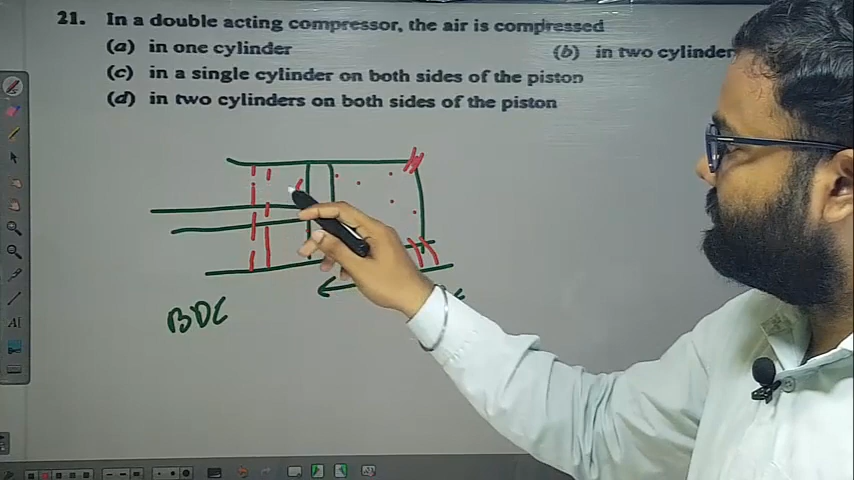 21. In a double acting compressor, the air is compressed
(a) in one cylinder (b) in two cylinder
(c) in a single cylinder on both sides of the piston
(d) in two cylinders on both sides of the piston
BDC